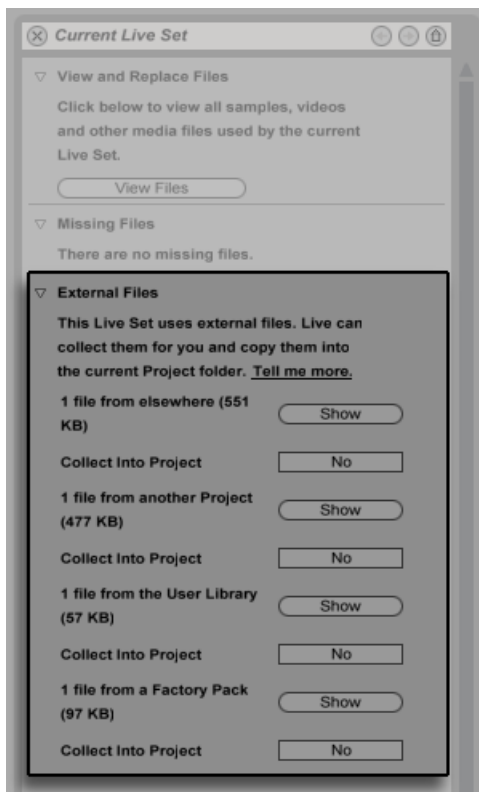 Current Live Set
View and Replace Files
Click below to view all samples, videos
and other media files used by the current
Live Set.
View Files
Missing Files
There are no missing files.
External Files
This Live Set uses external files. Live can
collect them for you and copy them into
the current Project folder. Tell me more.
1 file from elsewhere (551
KB)
Show
Collect Into Project
No
1 file from another Project
(477 KB)
Show
Collect Into Project
No
1 file from the User Library
(57 KB)
Show
Collect Into Project
No
1 file from a Factory Pack
(97 KB)
Show
Collect Into Project
No